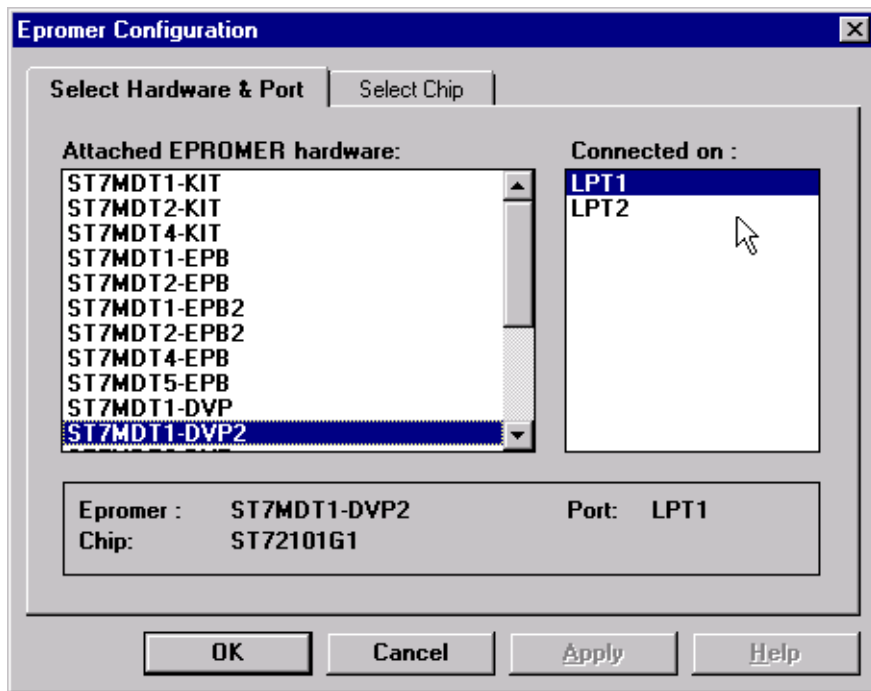 Epromer Configuration
Select Hardware & Port
Select Chip
Attached EPROMER hardware:
ST7MDT1-KIT
ST7MDT2-KIT
ST7MDT4-KIT
ST7MDT1-EPB
ST7MDT2-EPB
ST7MDT1-EPB2
ST7MDT2-EPB2
ST7MDT4-EPB
ST7MDT5-EPB
ST7MDT1-DVP
ST7MDT1-DVP2
Connected on :
LPT1
LPT2
Epromer : ST7MDT1-DVP2 Port: LPT1
Chip: ST72101G1
OK Cancel Apply Help